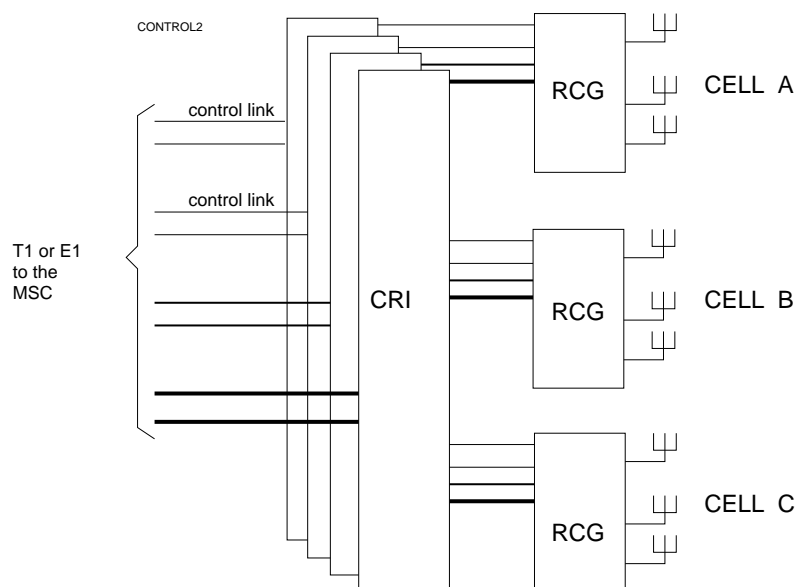 CONTROL2
control link
control link
T1 or E1
to the
MSC
CRI
RCG
CELL A
RCG
CELL B
RCG
CELL C